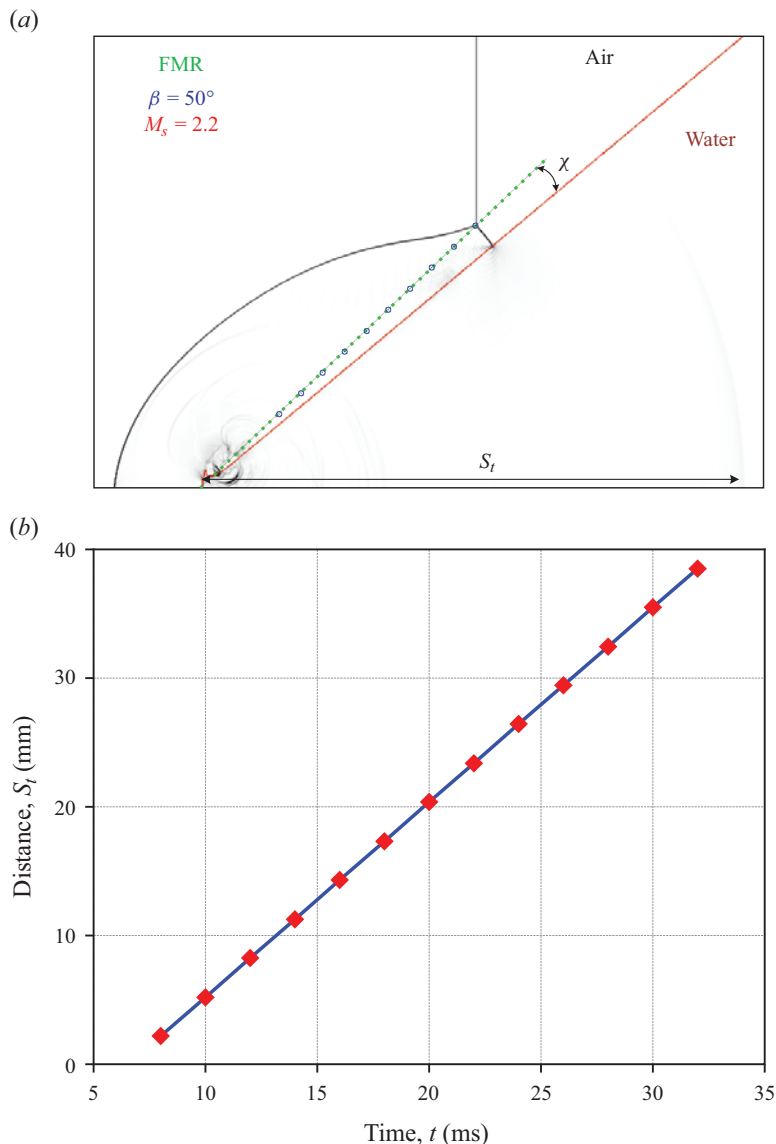 (a)
FMR
β = 50°
Mₛ = 2.2
Air
Water
χ
Sₜ
(b)
40
30
20
10
0
5 10 15 20 25 30 35
Distance, Sₜ (mm)
Time, t (ms)